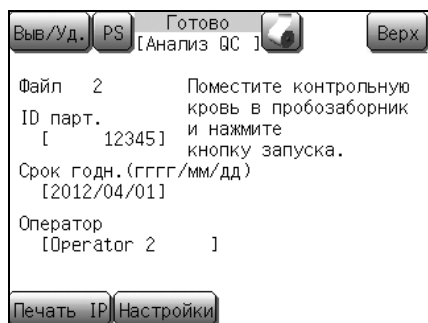 Выв/Уд. PS Готово Верх
[Анализ QC ]
Файл 2 Поместите контрольную
кровь в пробозаборник
ID парт. и нажмите
[ 12345] кнопку запуска.
Срок годн.(гггг/мм/дд)
[2012/04/01]
Оператор
[Operator 2 ]
Печать IP Настройки